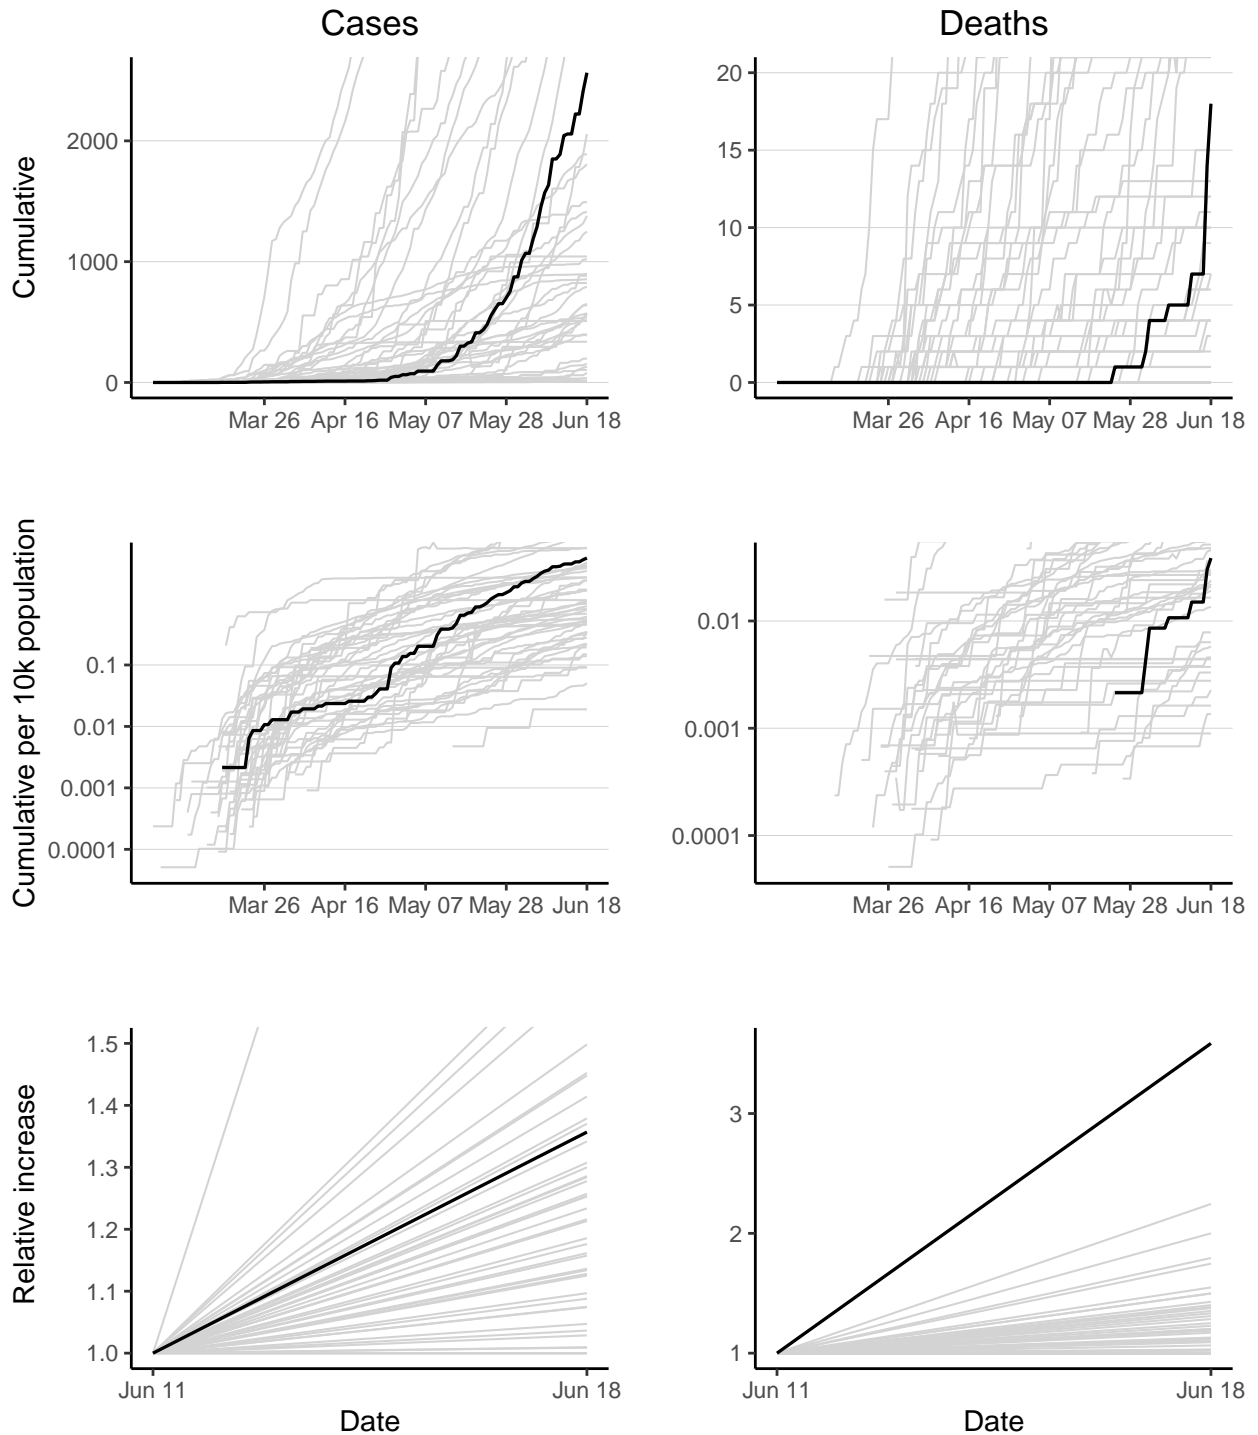 Cases
Deaths
Cumulative
2000
1000
0
Mar 26 Apr 16 May 07 May 28 Jun 18
20
15
10
5
0
Mar 26 Apr 16 May 07 May 28 Jun 18
Cumulative per 10k population
0.1
0.01
0.001
0.0001
Mar 26 Apr 16 May 07 May 28 Jun 18
0.01
0.001
0.0001
Mar 26 Apr 16 May 07 May 28 Jun 18
Relative increase
1.5
1.4
1.3
1.2
1.1
1.0
Jun 11 Jun 18
Date
3
2
1
Jun 11 Jun 18
Date